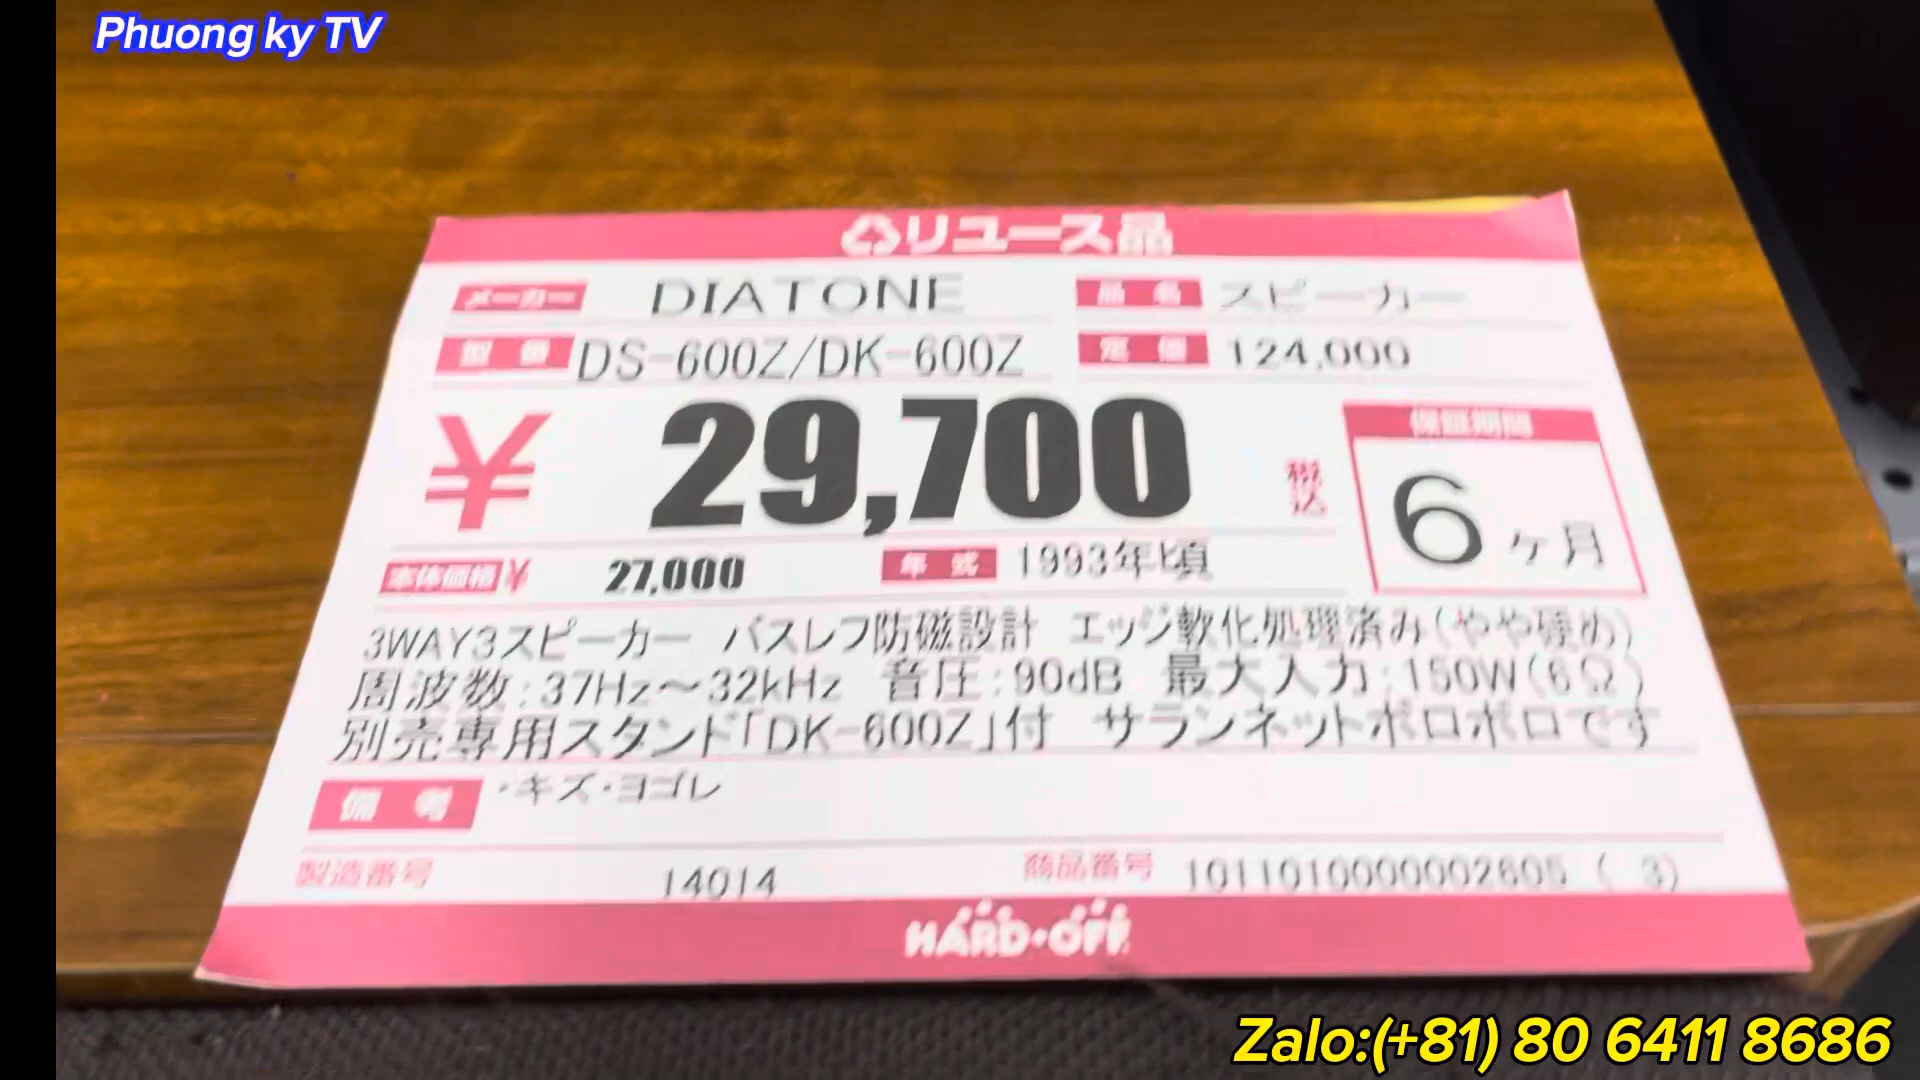 Phuong ky TV
リユース品
メーカー DIATONE 品名 スピーカー
型番 DS-600Z/DK-600Z 定価 124,000
¥ 29,700 税込
保証期間
6ヶ月
本体価格 ¥ 27,000 年式 1993年頃
3WAY3スピーカー バスレフ防磁設計 エッジ軟化処理済み(やや硬め)
周波数:37Hz～32kHz 音圧:90dB 最大入力:150W(6Ω)
別売専用スタンド「DK-600Z」付 サランネットボロボロです
備考 ・キズ・ヨゴレ
製造番号 14014 商品番号 1011010000002605 ( 3)
HARD・OFF
Zalo:(+81) 80 6411 8686